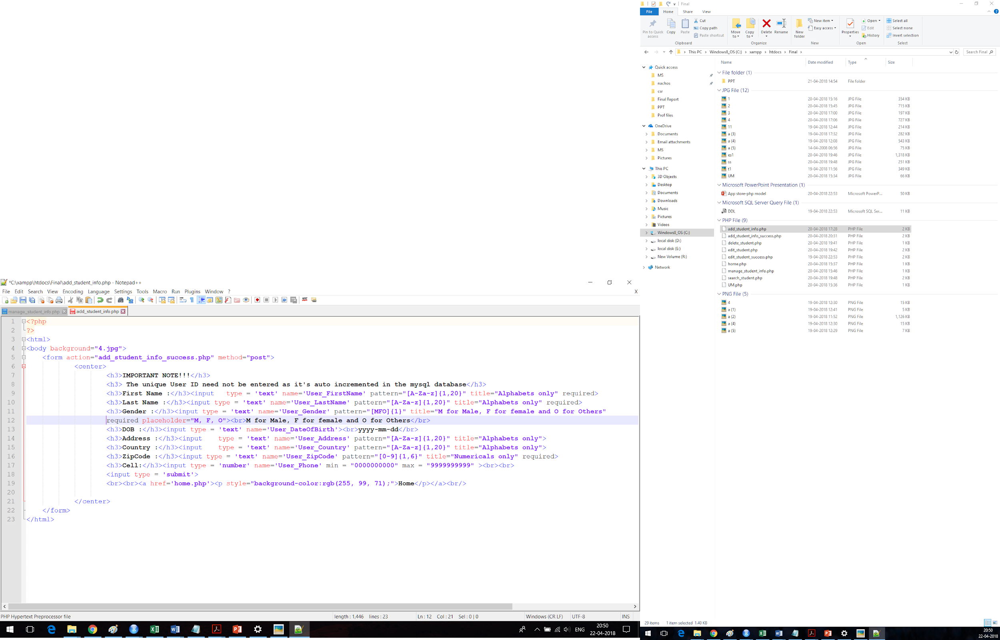 *C:\xampp\htdocs\Final\add_student_info.php - Notepad++
File Edit Search View Encoding Language Settings Tools Macro Run Plugins Window ?
X
manage_student_info.php
add_student_info.php
1 <?php
2 ?>
3 <html>
4 <body background="4.jpg">
5 <form action="add_student_info_success.php" method="post">
6 <center>
7 <h3>IMPORTANT NOTE!!!</h3>
8 <h3> The unique User ID need not be entered as it's auto incremented in the mysql database</h3>
9 <h3>First Name :</h3><input   type = 'text' name='User_FirstName' pattern="[A-Za-z]{1,20}" title="Alphabets only" required>
10 <h3>Last Name :</h3><input type = 'text' name='User_LastName' pattern="[A-Za-z]{1,20}" title="Alphabets only" required>
11 <h3>Gender :</h3><input type = 'text' name='User_Gender' pattern="[MFO]{1}" title="M for Male, F for female and O for Others"
12 required placeholder="M, F, O"><br>M for Male, F for female and O for Others</br>
13 <h3>DOB :</h3><input type = 'text' name='User_DateOfBirth'><br>yyyy-mm-dd</br>
14 <h3>Address :</h3><input    type = 'text' name='User_Address' pattern="[A-Za-z]{1,20}" title="Alphabets only">
15 <h3>Country :</h3><input    type = 'text' name='User_Country' pattern="[A-Za-z]{1,20}" title="Alphabets only">
16 <h3>ZipCode :</h3><input type = 'text' name='User_ZipCode' pattern="[0-9]{1,6}" title="Numericals only" required>
17 <h3>Cell:</h3><input type = 'number' name='User_Phone' min = "0000000000" max = "9999999999" ><br><br>
18 <input type = 'submit'>
19 <br><br><a href='home.php'><p style="background-color:rgb(255, 99, 71);">Home</p></a><br/>
20
21 </center>
22 </form>
23 </html>
PHP Hypertext Preprocessor file length : 1,446 lines : 23 Ln : 12 Col : 21 Sel : 0 | 0 Windows (CR LF) UTF-8 INS
ENG 20:50
22-04-2018
Final
File Home Share View
Pin to Quick access Copy Paste
Cut
Copy path
Paste shortcut
Move to Copy to Delete Rename
New folder
New item
Easy access
Properties
Open
Edit
History
Select all
Select none
Invert selection
Clipboard Organize New Open Select
This PC > Windows8_OS (C:) > xampp > htdocs > Final >
Search Final
Quick access
MS
nachos
csr
Final Report
PPT
Prof files
OneDrive
Documents
Email attachments
MS
Pictures
This PC
3D Objects
Desktop
Documents
Downloads
Music
Pictures
Videos
Windows8_OS (C:)
local disk (D:)
local disk (E:)
New Volume (R:)
Network
Name Date modified Type Size
File folder (1)
PPT 21-04-2018 14:54 File folder
JPG File (12)
1 20-04-2018 15:16 JPG File 354 KB
2 20-04-2018 15:45 JPG File 715 KB
3 20-04-2018 17:00 JPG File 197 KB
4 20-04-2018 17:06 JPG File 727 KB
11 19-04-2018 12:44 JPG File 214 KB
a (3) 19-04-2018 17:32 JPG File 282 KB
a (4) 19-04-2018 12:08 JPG File 543 KB
a (5) 14-04-2008 06:56 JPG File 75 KB
es1 20-04-2018 19:46 JPG File 1,318 KB
ss 20-04-2018 19:48 JPG File 251 KB
t1 19-04-2018 11:56 JPG File 349 KB
UM 20-04-2018 15:34 JPG File 66 KB
Microsoft PowerPoint Presentation (1)
App store-php model 20-04-2018 22:53 Microsoft PowerP... 50 KB
Microsoft SQL Server Query File (1)
DDL 19-04-2018 22:53 Microsoft SQL Ser... 11 KB
PHP File (9)
add_student_info.php 20-04-2018 17:28 PHP File 2 KB
add_student_info_success.php 20-04-2018 20:31 PHP File 2 KB
delete_student.php 20-04-2018 19:41 PHP File 1 KB
edit_student.php 20-04-2018 19:42 PHP File 2 KB
edit_student_success.php 19-04-2018 22:53 PHP File 2 KB
home.php 20-04-2018 15:37 PHP File 1 KB
manage_student_info.php 20-04-2018 15:46 PHP File 1 KB
search_student.php 20-04-2018 19:48 PHP File 2 KB
UM.php 20-04-2018 15:36 PHP File 1 KB
PNG File (5)
4 19-04-2018 12:30 PNG File 15 KB
a (1) 19-04-2018 12:41 PNG File 5 KB
a (2) 19-04-2018 11:52 PNG File 1,126 KB
a (4) 19-04-2018 12:30 PNG File 15 KB
a (5) 19-04-2018 12:29 PNG File 7 KB
29 items 1 item selected 1.40 KB
20:50
22-04-20